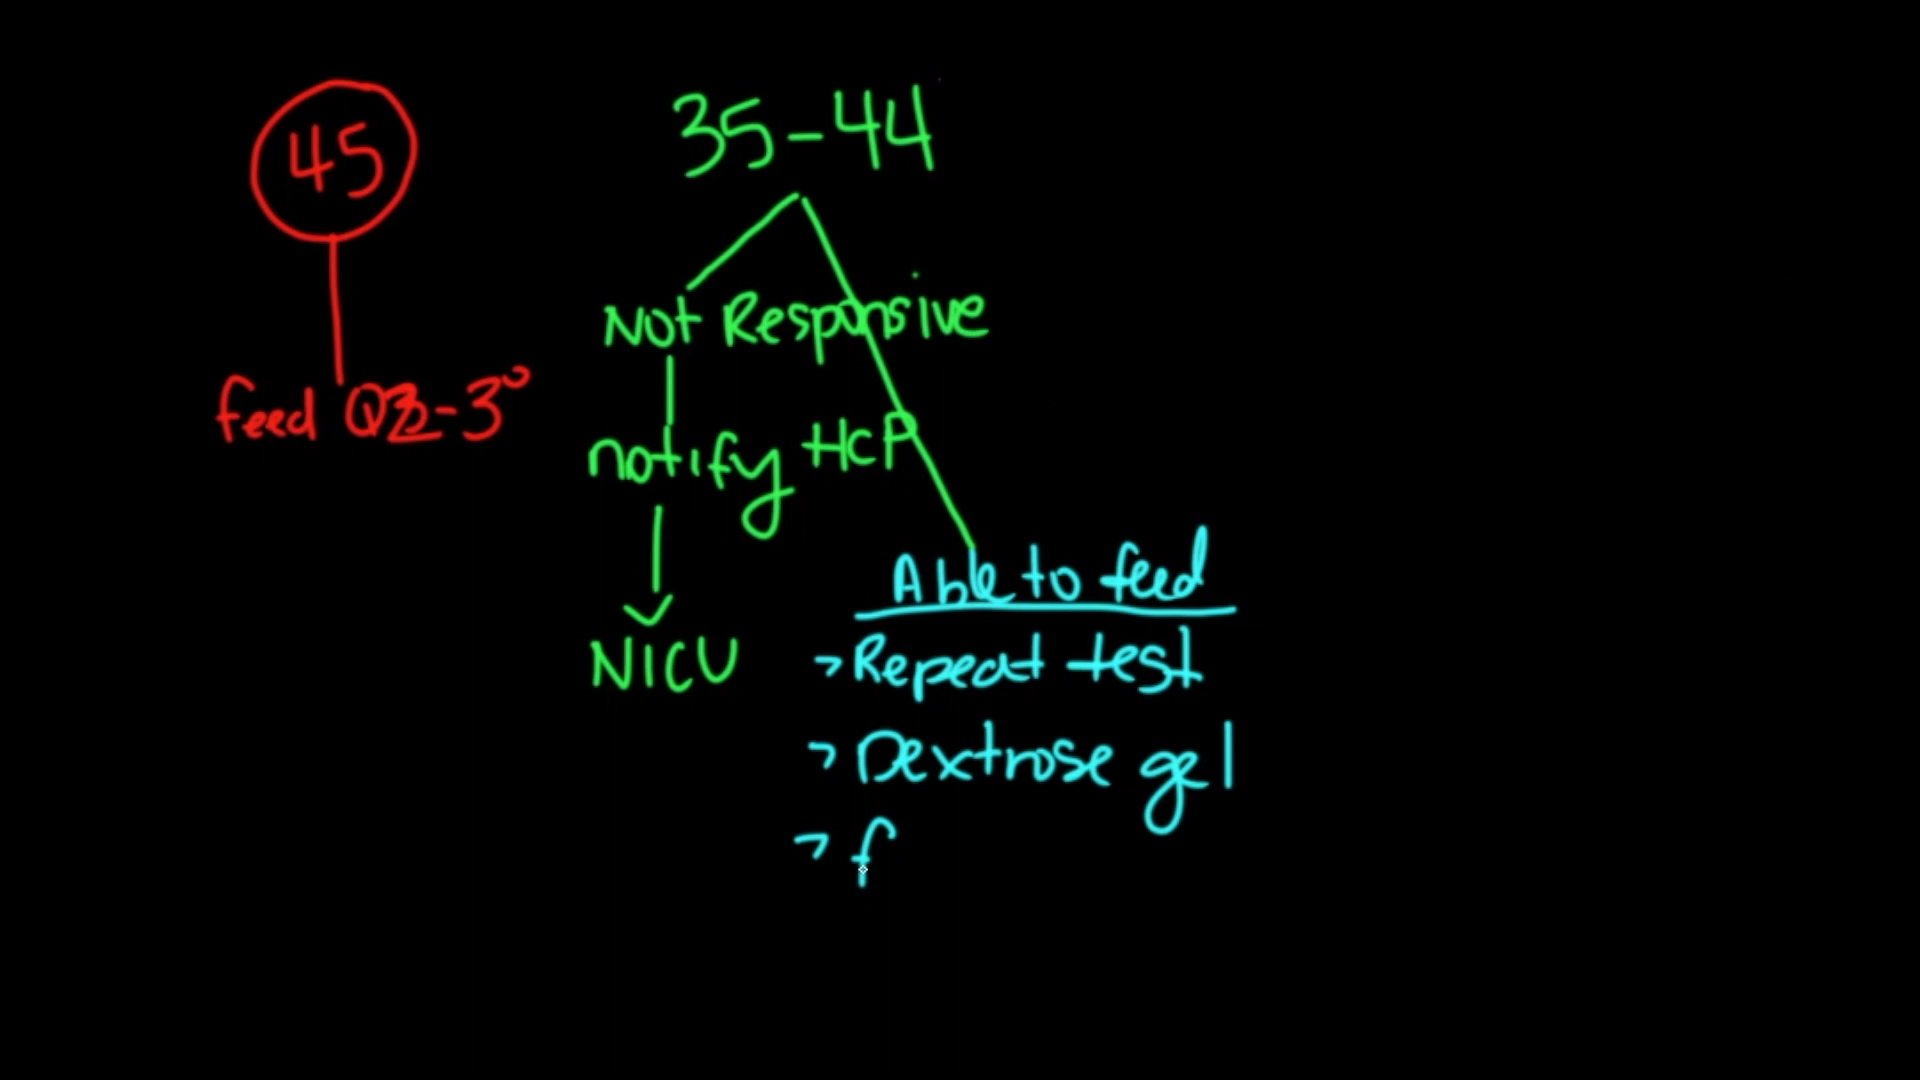 45
feed Q2-3°
35-44
Not Responsive
notify HCP
NICU
Able to feed
Repeat test
Dextrose gel
f